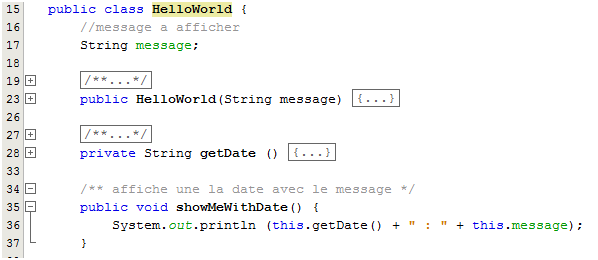 15 public class HelloWorld {
16 //message a afficher
17 String message;
18
19 /**...*/
23 public HelloWorld(String message) {...}
26
27 /**...*/
28 private String getDate () {...}
33
34 /** affiche une la date avec le message */
35 public void showMeWithDate() {
36 System.out.println (this.getDate() + " : " + this.message);
37 }